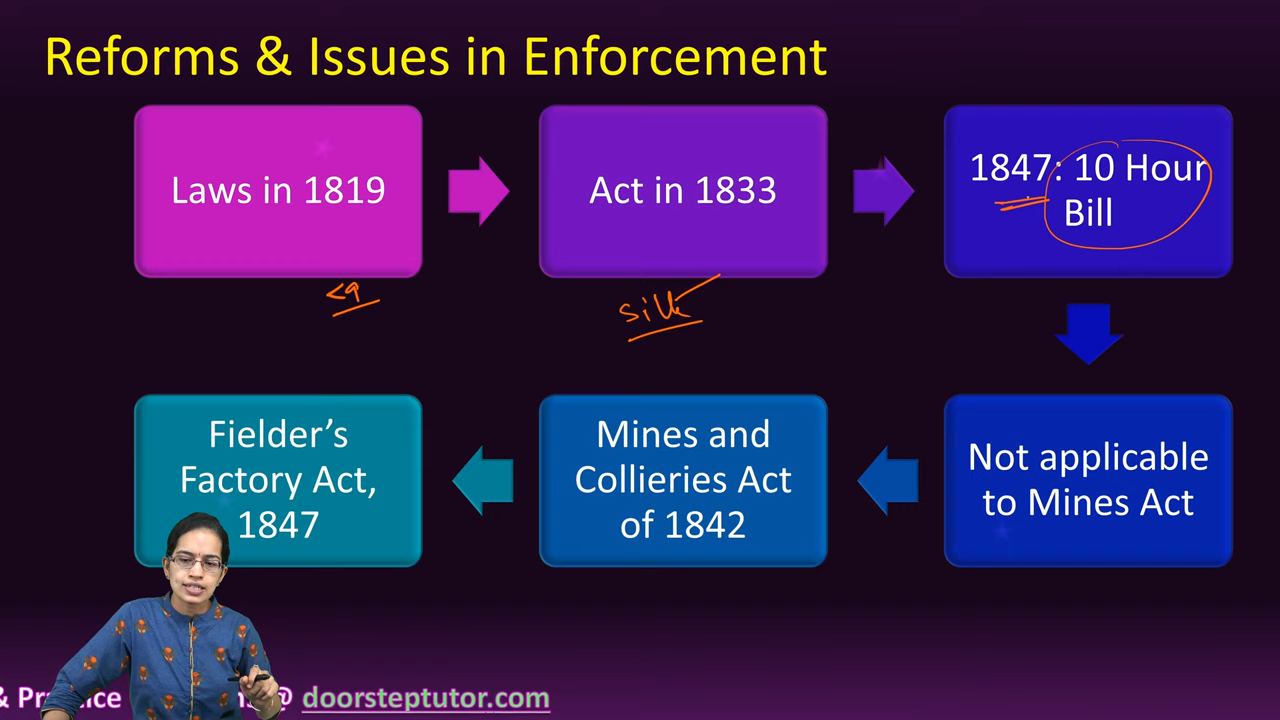 Reforms & Issues in Enforcement
Laws in 1819
<9
Act in 1833
silk
1847: 10 Hour
Bill
Not applicable
to Mines Act
Mines and
Collieries Act
of 1842
Fielder’s
Factory Act,
1847
@ doorsteptutor.com